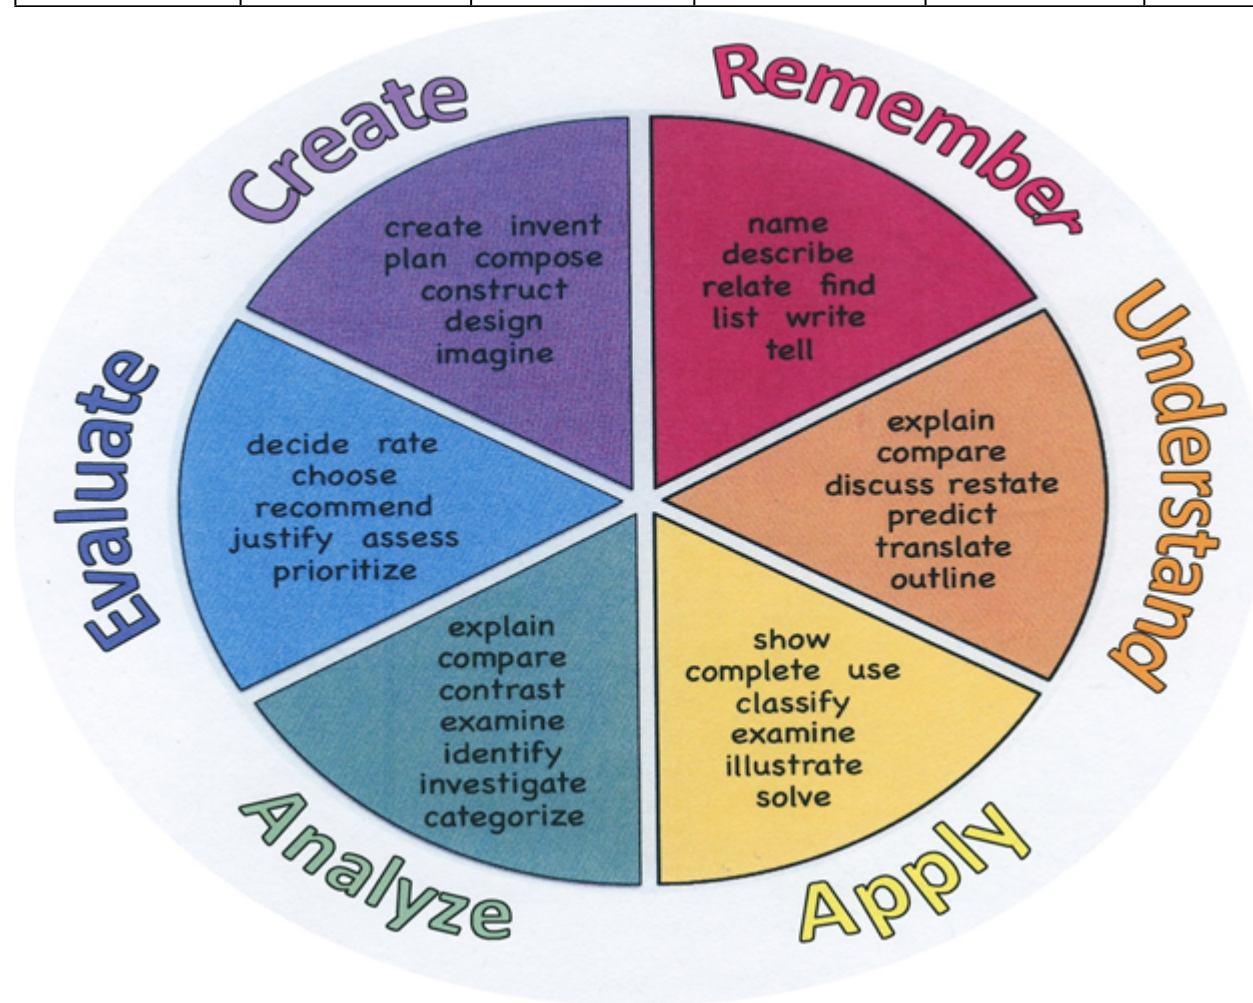 Create
create invent
plan compose
construct
design
imagine
Remember
name
describe
relate find
list write
tell
Understand
explain
compare
discuss restate
predict
translate
outline
Apply
show
complete use
classify
examine
illustrate
solve
Analyze
explain
compare
contrast
examine
identify
investigate
categorize
Evaluate
decide rate
choose
recommend
justify assess
prioritize